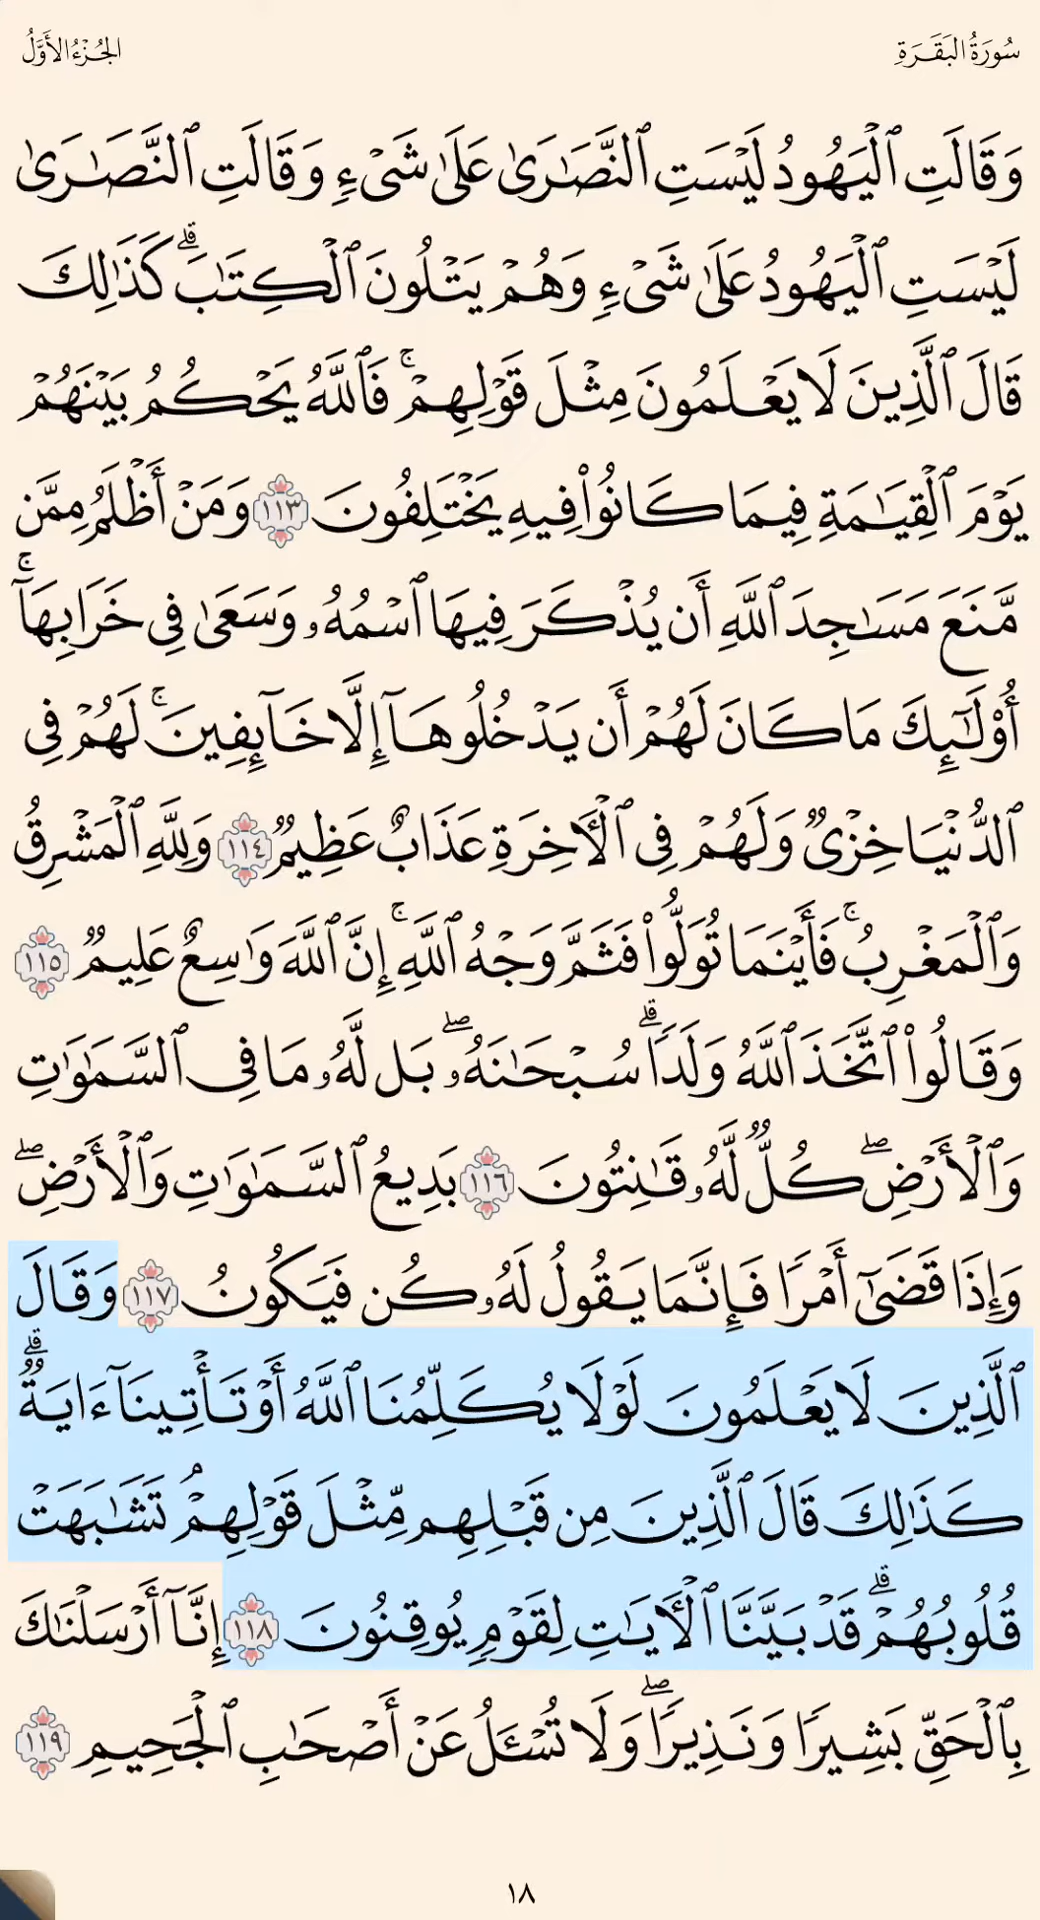 سُورَةُ البَقَرَةِ
الجُزْءُ الأَوَّلُ
وَقَالَتِ ٱلْيَهُودُ لَيْسَتِ ٱلنَّصَـٰرَىٰ عَلَىٰ شَىْءٍ وَقَالَتِ ٱلنَّصَـٰرَىٰ
لَيْسَتِ ٱلْيَهُودُ عَلَىٰ شَىْءٍ وَهُمْ يَتْلُونَ ٱلْكِتَـٰبَ ۗ كَذَٰلِكَ
قَالَ ٱلَّذِينَ لَا يَعْلَمُونَ مِثْلَ قَوْلِهِمْ ۚ فَٱللَّهُ يَحْكُمُ بَيْنَهُمْ
يَوْمَ ٱلْقِيَـٰمَةِ فِيمَا كَانُوا۟ فِيهِ يَخْتَلِفُونَ ١١٣ وَمَنْ أَظْلَمُ مِمَّن
مَّنَعَ مَسَـٰجِدَ ٱللَّهِ أَن يُذْكَرَ فِيهَا ٱسْمُهُۥ وَسَعَىٰ فِى خَرَابِهَآ ۚ
أُو۟لَـٰٓئِكَ مَا كَانَ لَهُمْ أَن يَدْخُلُوهَآ إِلَّا خَآئِفِينَ ۚ لَهُمْ فِى
ٱلدُّنْيَا خِزْىٌ وَلَهُمْ فِى ٱلْـَٔاخِرَةِ عَذَابٌ عَظِيمٌ ١١٤ وَلِلَّهِ ٱلْمَشْرِقُ
وَٱلْمَغْرِبُ ۚ فَأَيْنَمَا تُوَلُّوا۟ فَثَمَّ وَجْهُ ٱللَّهِ ۚ إِنَّ ٱللَّهَ وَٰسِعٌ عَلِيمٌ ١١٥
وَقَالُوا۟ ٱتَّخَذَ ٱللَّهُ وَلَدًا ۗ سُبْحَـٰنَهُۥ ۖ بَل لَّهُۥ مَا فِى ٱلسَّمَـٰوَٰتِ
وَٱلْأَرْضِ ۖ كُلٌّ لَّهُۥ قَـٰنِتُونَ ١١٦ بَدِيعُ ٱلسَّمَـٰوَٰتِ وَٱلْأَرْضِ ۖ
وَإِذَا قَضَىٰٓ أَمْرًا فَإِنَّمَا يَقُولُ لَهُۥ كُن فَيَكُونُ ١١٧ وَقَالَ
ٱلَّذِينَ لَا يَعْلَمُونَ لَوْلَا يُكَلِّمُنَا ٱللَّهُ أَوْ تَأْتِينَآ ءَايَةٌ ۗ
كَذَٰلِكَ قَالَ ٱلَّذِينَ مِن قَبْلِهِم مِّثْلَ قَوْلِهِمْ ۘ تَشَـٰبَهَتْ
قُلُوبُهُمْ ۗ قَدْ بَيَّنَّا ٱلْـَٔايَـٰتِ لِقَوْمٍ يُوقِنُونَ ١١٨ إِنَّآ أَرْسَلْنَـٰكَ
بِٱلْحَقِّ بَشِيرًا وَنَذِيرًا ۖ وَلَا تُسْـَٔلُ عَنْ أَصْحَـٰبِ ٱلْجَحِيمِ ١١٩
١٨